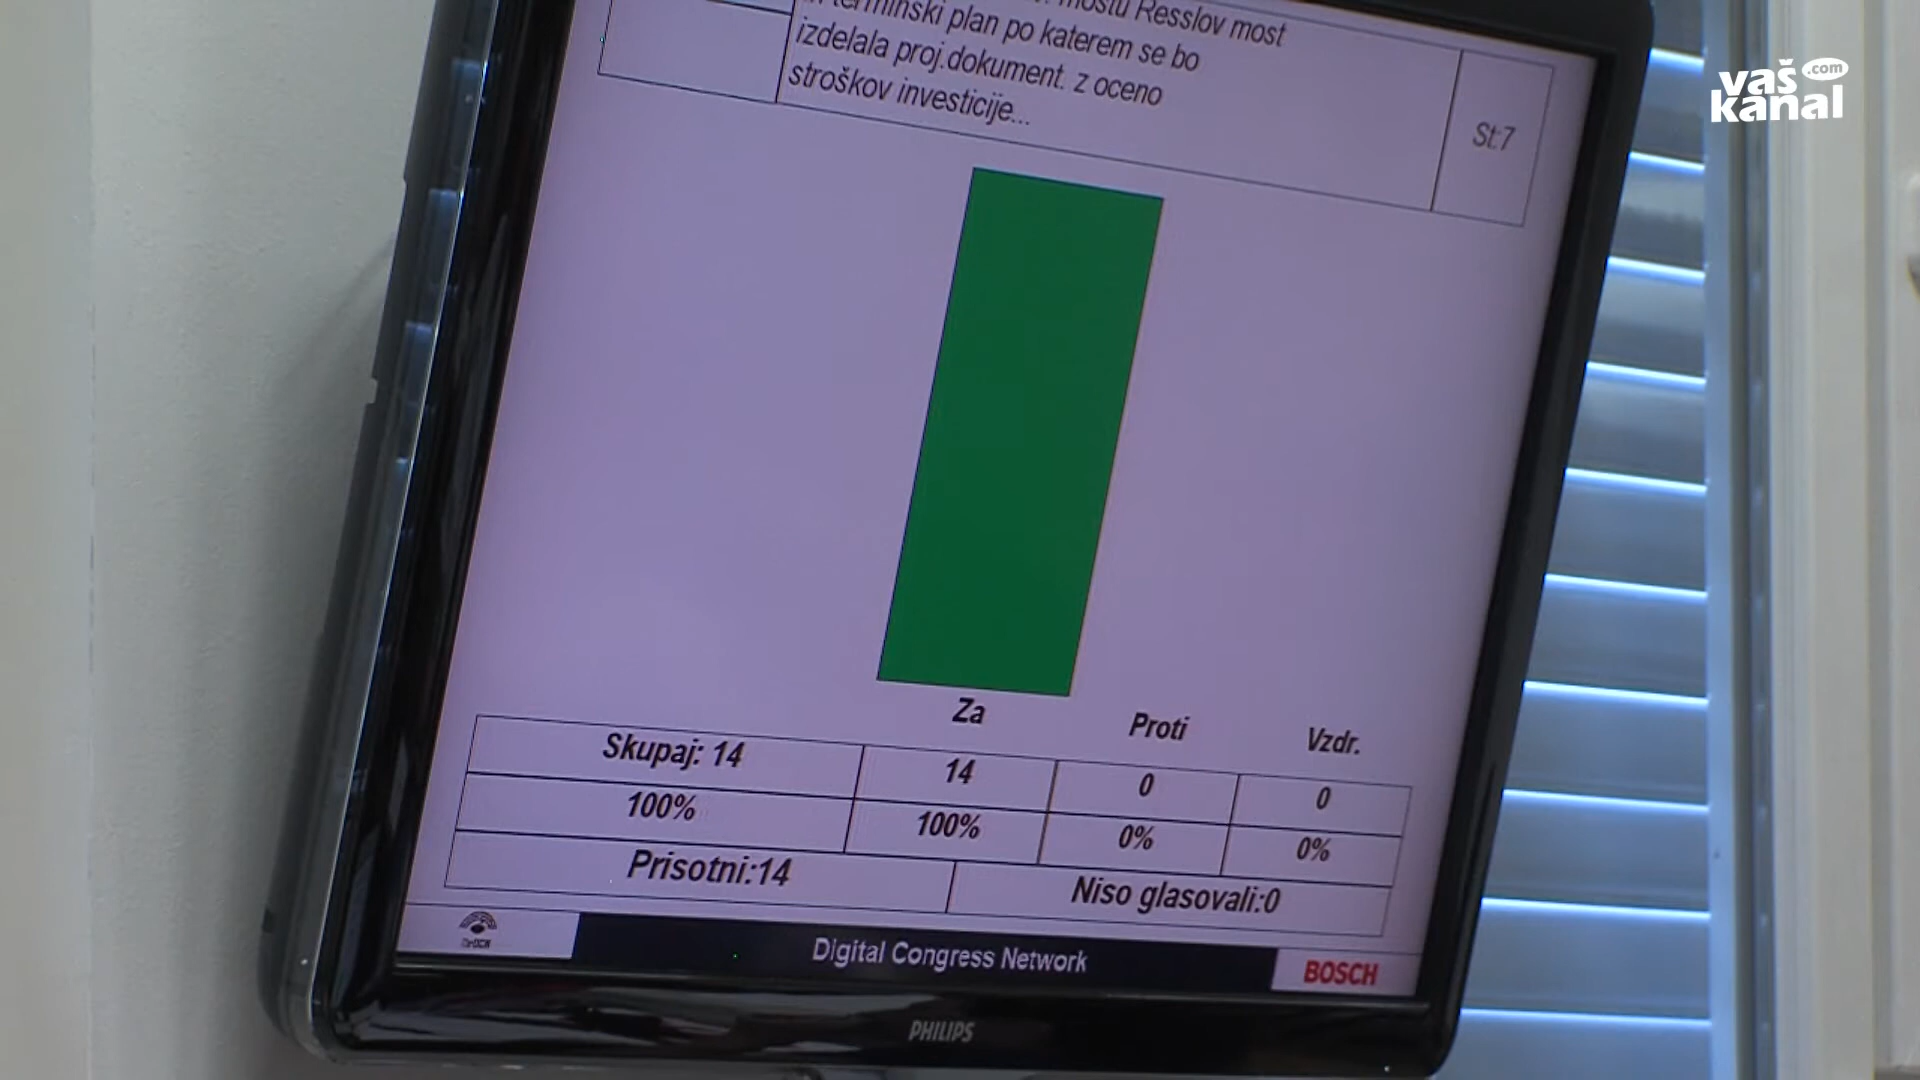 mostu Resslov most
terminski plan po katerem se bo
izdelala proj.dokument. z oceno
stroškov investicije...
St:7
vaš .com
kanal
Za Proti Vzdr.
Skupaj: 14 14 0 0
100% 100% 0% 0%
Prisotni:14 Niso glasovali:0
Digital Congress Network
BOSCH
PHILIPS